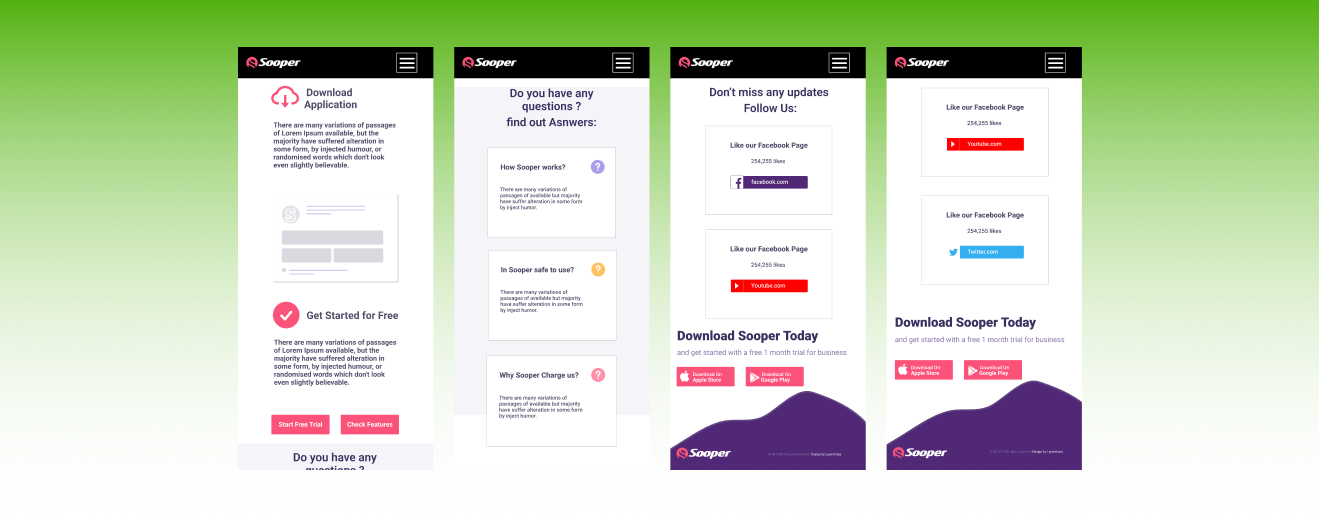 Sooper
Download
Application
There are many variations of passages
of Lorem Ipsum available, but the
majority have suffered alteration in
some form, by injected humour, or
randomised words which don't look
even slightly believable.
Get Started for Free
There are many variations of passages
of Lorem Ipsum available, but the
majority have suffered alteration in
some form, by injected humour, or
randomised words which don't look
even slightly believable.
Start Free Trial
Check Features
Do you have any
questions ?
Sooper
Do you have any
questions ?
find out Asnwers:
How Sooper works?
?
There are many variations of
passages of available but majority
have suffer alteration in some form
by inject humor.
In Sooper safe to use?
?
There are many variations of
passages of available but majority
have suffer alteration in some form
by inject humor.
Why Sooper Charge us?
?
There are many variations of
passages of available but majority
have suffer alteration in some form
by inject humor.
Sooper
Don't miss any updates
Follow Us:
Like our Facebook Page
254,255 likes
facebook.com
Like our Facebook Page
254,255 likes
Youtube.com
Download Sooper Today
and get started with a free 1 month trial for business
Download On
Apple Store
Download On
Google Play
Sooper
Sooper
Like our Facebook Page
254,255 likes
Youtube.com
Like our Facebook Page
254,255 likes
Twitter.com
Download Sooper Today
and get started with a free 1 month trial for business
Download On
Apple Store
Download On
Google Play
Sooper